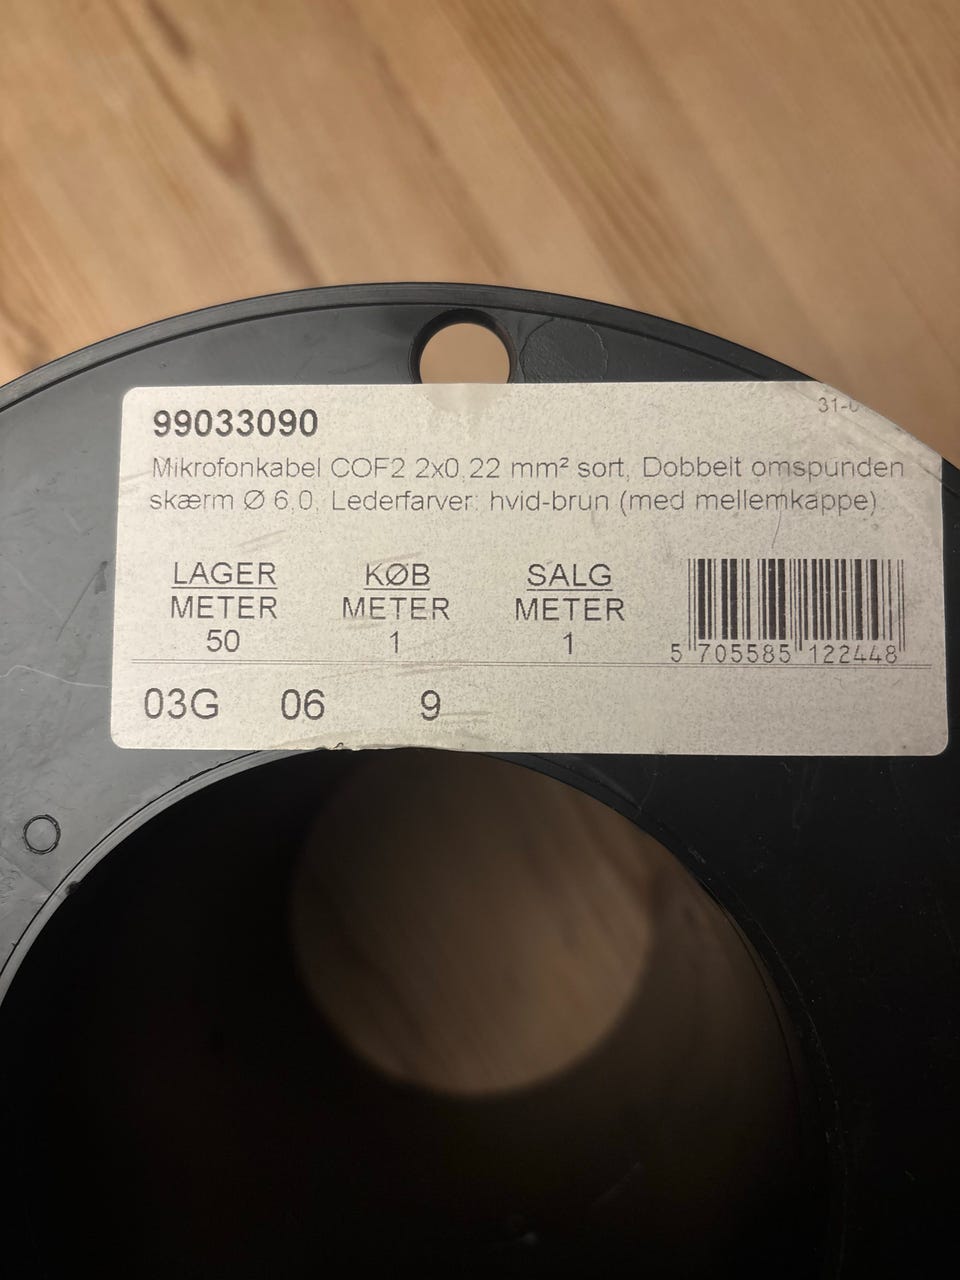 99033090
31-0
Mikrofonkabel COF2 2x0,22 mm² sort, Dobbelt omspunden
skærm Ø 6,0, Lederfarver: hvid-brun (med mellemkappe)
LAGER KØB SALG
METER METER METER
50 1 1
5 705585 122448
03G 06 9